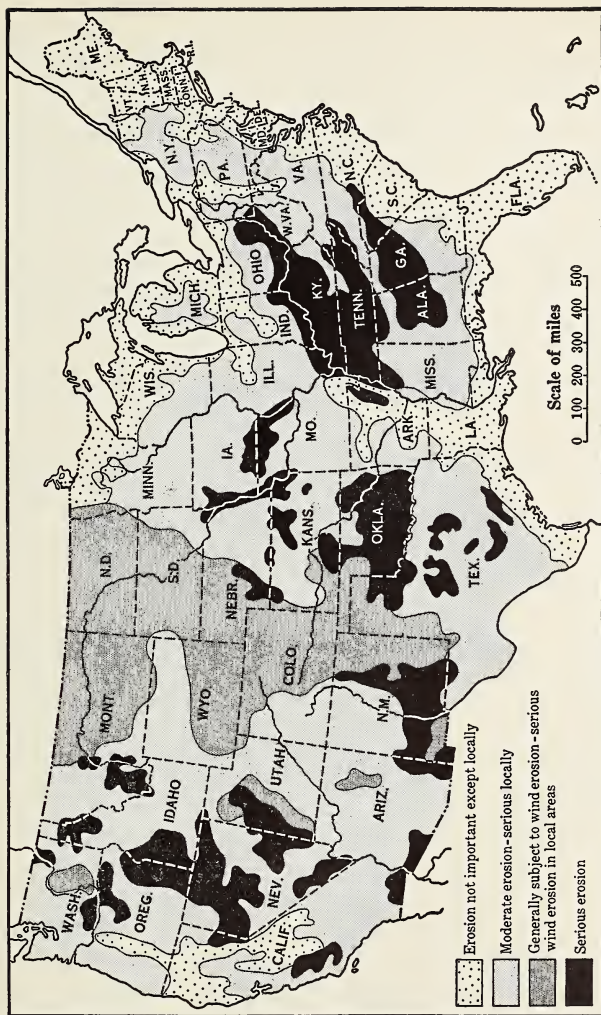 WASH.
OREG.
CALIF.
NEV.
IDAHO
MONT.
WYO.
UTAH
ARIZ.
COLO.
N.M.
N.D.
S.D.
NEBR.
KANS.
OKLA.
TEX.
MINN.
IA.
MO.
ARK.
LA.
WIS.
ILL.
MICH.
IND.
OHIO
KY.
TENN.
MISS.
ALA.
GA.
FLA.
S.C.
N.C.
VA.
W.VA.
PA.
N.Y.
VT.
N.H.
ME.
MASS.
CONN.
R.I.
N.J.
DEL.
MD.
Erosion not important except locally
Moderate erosion-serious locally
Generally subject to wind erosion-serious
wind erosion in local areas
Serious erosion
Scale of miles
0 100 200 300 400 500